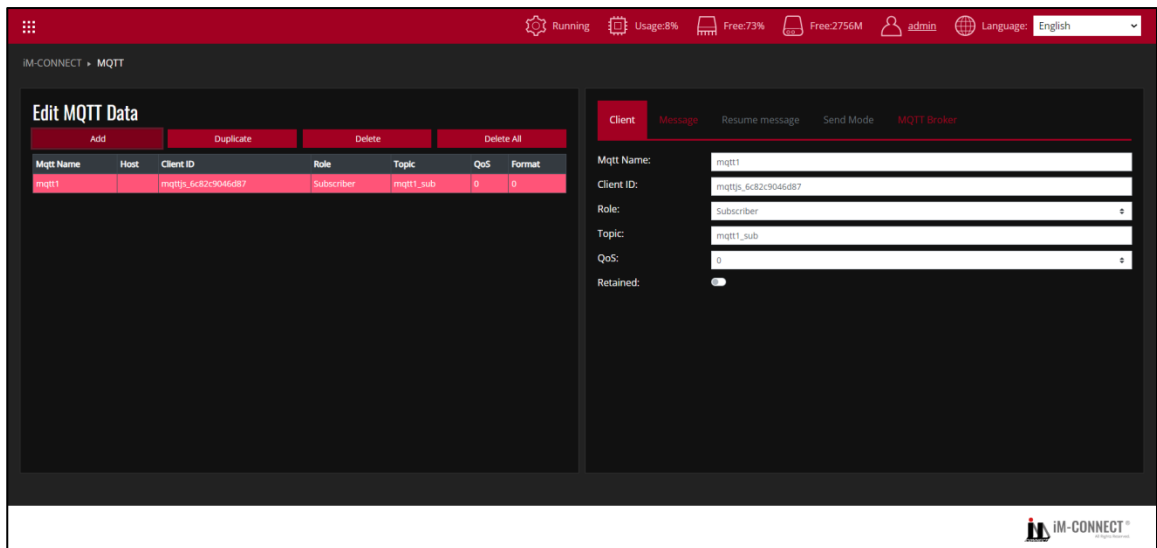 Running Usage:8% Free:73% Free:2756M admin Language: English
iM-CONNECT ▸ MQTT
Edit MQTT Data
Add Duplicate Delete Delete All
Mqtt Name Host Client ID Role Topic QoS Format
mqtt1 mqttjs_6c82c9046d87 Subscriber mqtt1_sub 0 0
Client Message Resume message Send Mode MQTT Broker
Mqtt Name: mqtt1
Client ID: mqttjs_6c82c9046d87
Role: Subscriber
Topic: mqtt1_sub
QoS: 0
Retained:
iM-CONNECT®
All Rights Reserved.